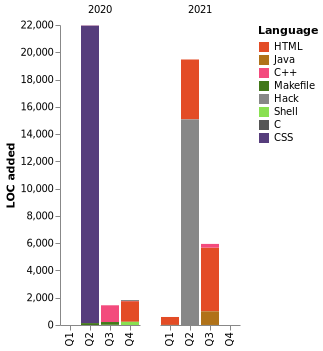 2020
2021
Language
HTML
Java
C++
Makefile
Hack
Shell
C
CSS
LOC added
22,000
20,000
18,000
16,000
14,000
12,000
10,000
8,000
6,000
4,000
2,000
0
Q1
Q2
Q3
Q4
Q1
Q2
Q3
Q4